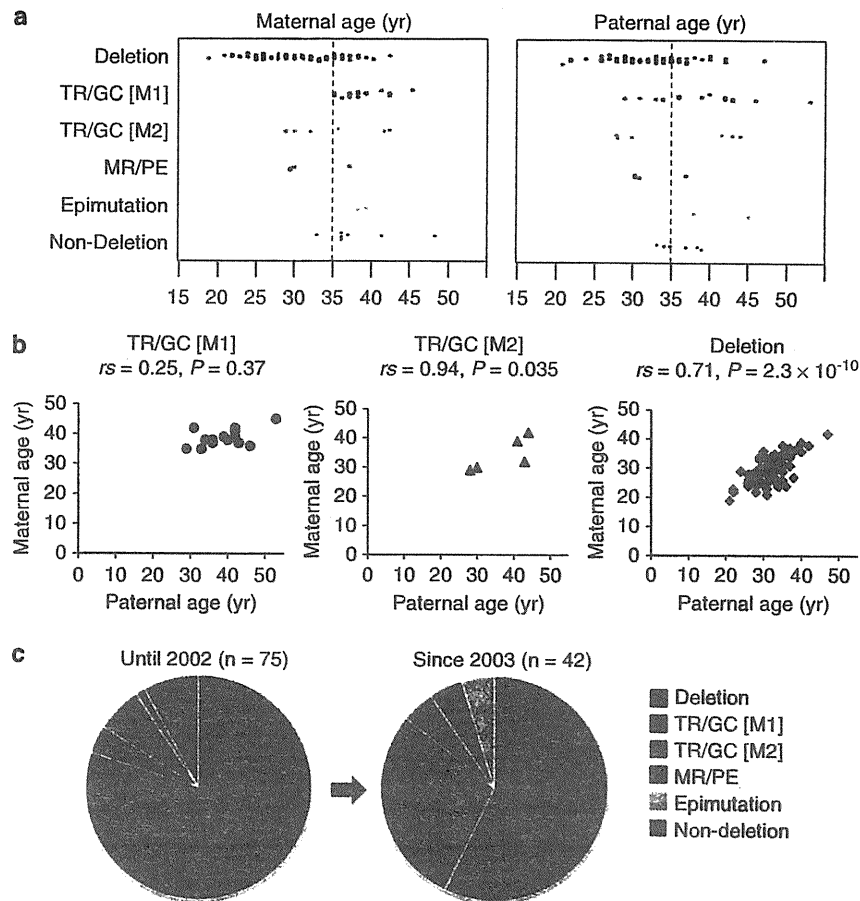 a
Maternal age (yr)
Paternal age (yr)
Deletion
TR/GC [M1]
TR/GC [M2]
MR/PE
Epimutation
Non-Deletion
15 20 25 30 35 40 45 50
15 20 25 30 35 40 45 50
b
TR/GC [M1]
rs = 0.25, P = 0.37
TR/GC [M2]
rs = 0.94, P = 0.035
Deletion
rs = 0.71, P = 2.3 × 10⁻¹⁰
Maternal age (yr)
50
40
30
20
10
0
0 10 20 30 40 50
Paternal age (yr)
Maternal age (yr)
50
40
30
20
10
0
0 10 20 30 40 50
Paternal age (yr)
Maternal age (yr)
50
40
30
20
10
0
0 10 20 30 40 50
Paternal age (yr)
c
Until 2002 (n = 75)
Since 2003 (n = 42)
Deletion
TR/GC [M1]
TR/GC [M2]
MR/PE
Epimutation
Non-deletion